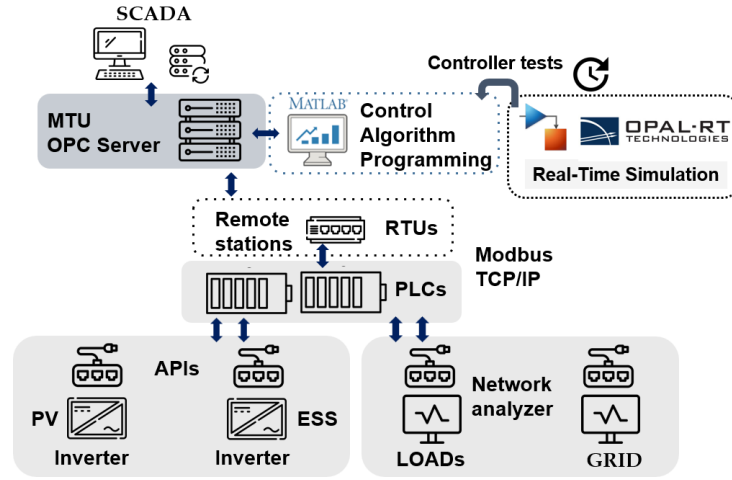 SCADA
MTU
OPC Server
MATLAB®
Control
Algorithm
Programming
Controller tests
OPAL-RT
TECHNOLOGIES
Real-Time Simulation
Remote
stations
RTUs
Modbus
TCP/IP
PLCs
APIs
PV
ESS
Inverter
Inverter
Network
analyzer
LOADs
GRID